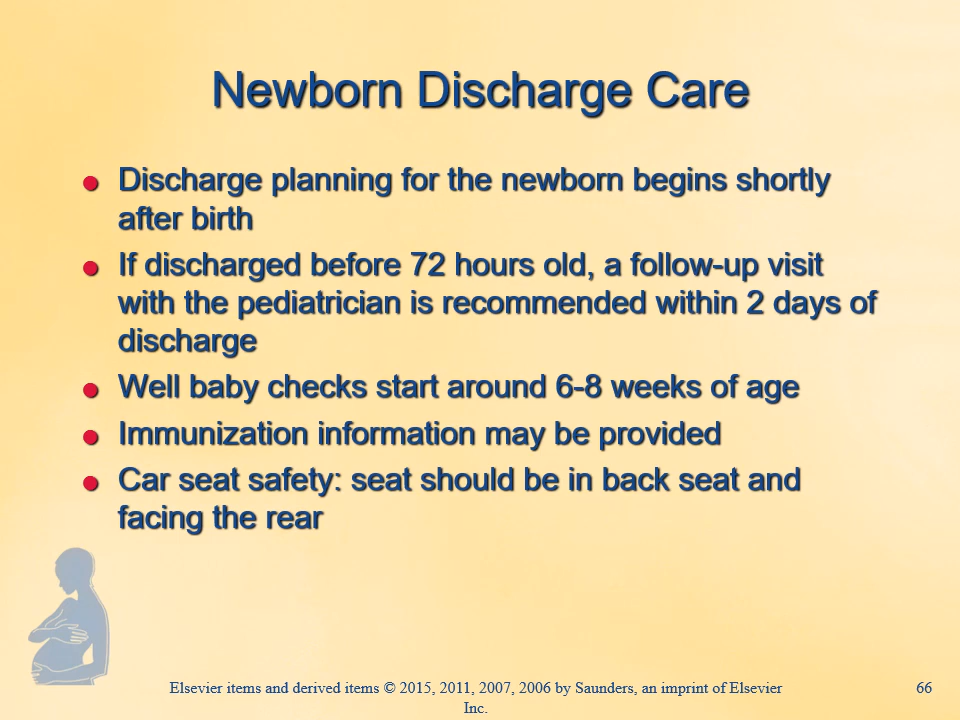 Newborn Discharge Care
● Discharge planning for the newborn begins shortly
after birth
● If discharged before 72 hours old, a follow-up visit
with the pediatrician is recommended within 2 days of
discharge
● Well baby checks start around 6-8 weeks of age
● Immunization information may be provided
● Car seat safety: seat should be in back seat and
facing the rear
Elsevier items and derived items © 2015, 2011, 2007, 2006 by Saunders, an imprint of Elsevier
Inc.
66